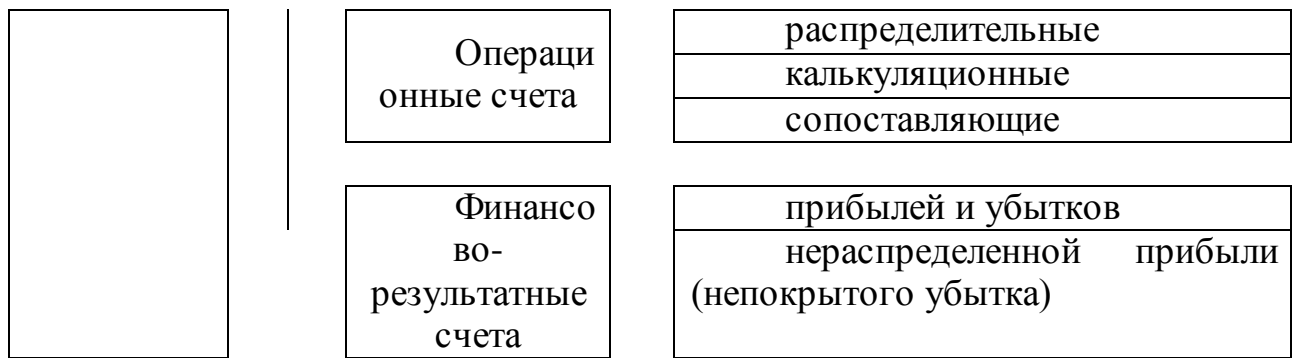 Операци
онные счета
распределительные
калькуляционные
сопоставляющие
Финансо
во-
результатные
счета
прибылей и убытков
нераспределенной прибыли
(непокрытого убытка)